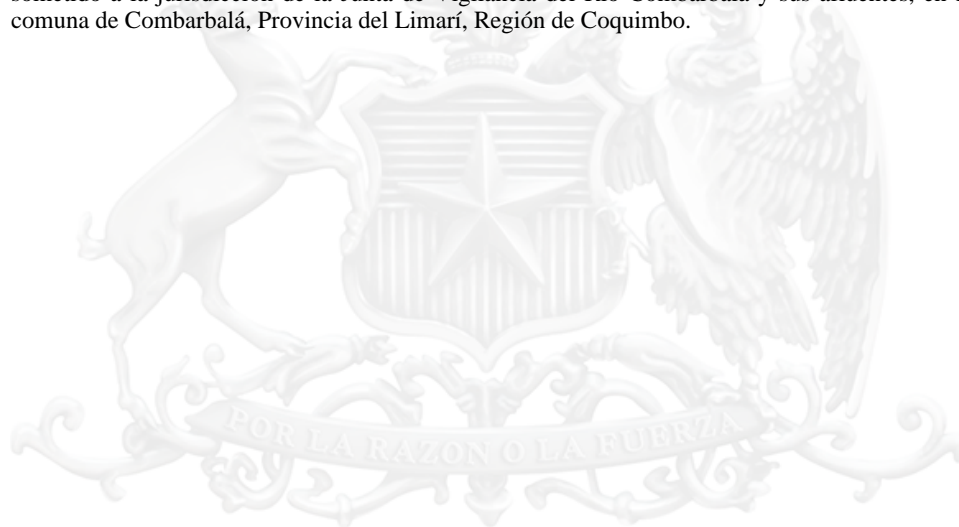 sometido a la jurisdicción de la Junta de Vigilancia del Río Combarbalá y sus afluentes, en
comuna de Combarbalá, Provincia del Limarí, Región de Coquimbo.
POR LA RAZON O LA FUERZA